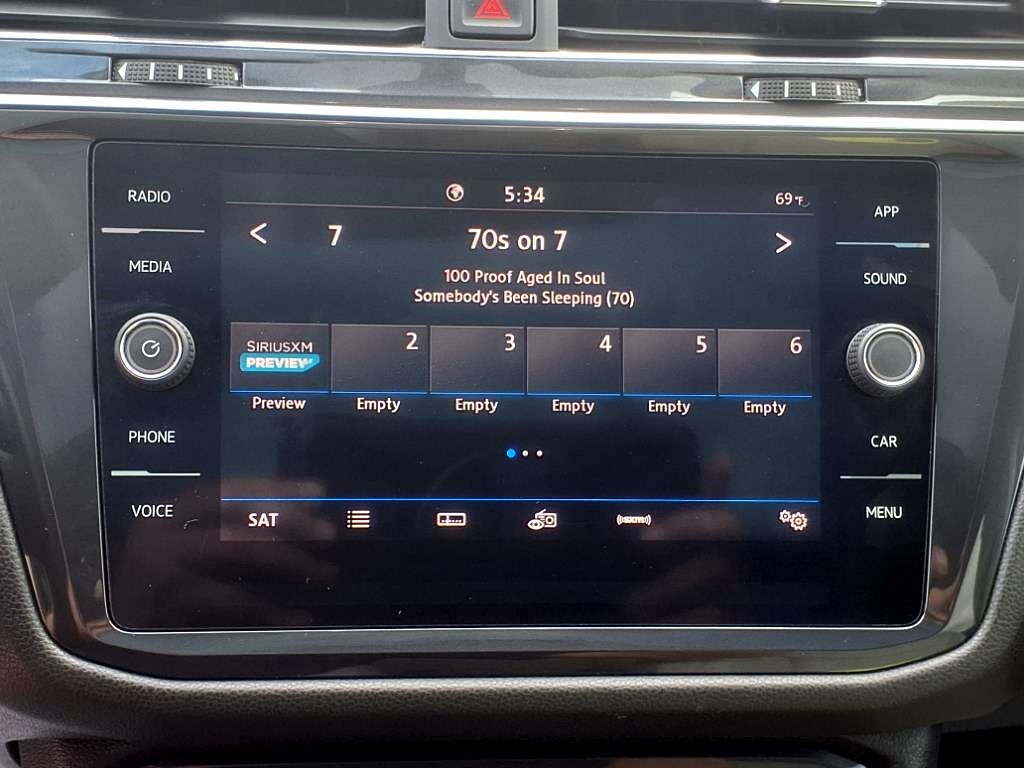 RADIO
MEDIA
PHONE
VOICE
5:34
69°F
< 7 70s on 7 >
100 Proof Aged In Soul
Somebody's Been Sleeping (70)
SIRIUSXM
PREVIEW
2
3
4
5
6
Preview
Empty
Empty
Empty
Empty
Empty
SAT
((SXM))
APP
SOUND
CAR
MENU